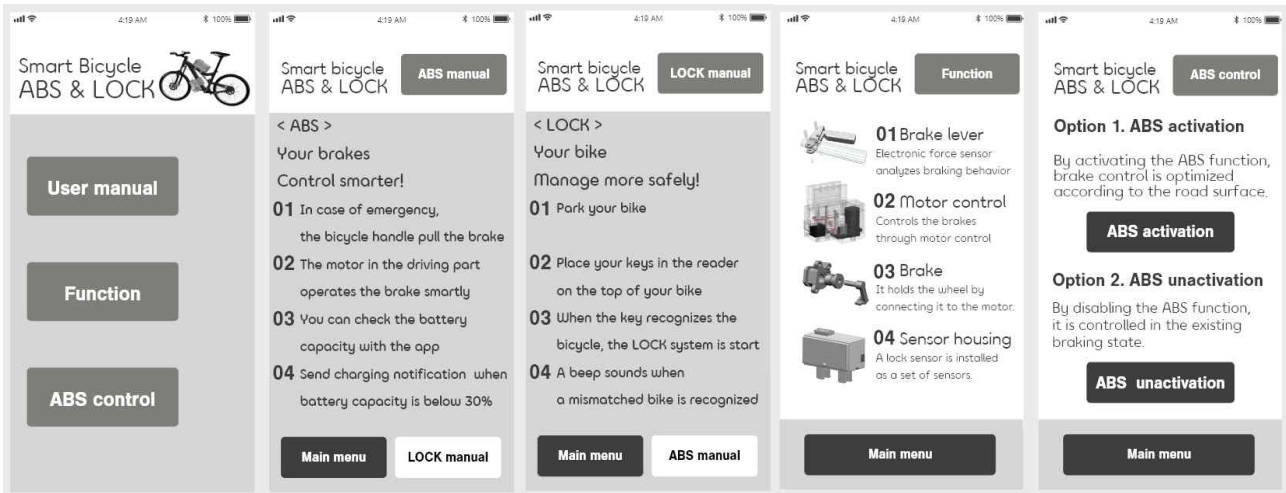 4:19 AM
100%
Smart Bicycle
ABS & LOCK
User manual
Function
ABS control
4:19 AM
100%
Smart bicycle
ABS & LOCK
ABS manual
< ABS >
Your brakes
Control smarter!
01 In case of emergency,
the bicycle handle pull the brake
02 The motor in the driving part
operates the brake smartly
03 You can check the battery
capacity with the app
04 Send charging notification when
battery capacity is below 30%
Main menu
LOCK manual
4:19 AM
100%
Smart bicycle
ABS & LOCK
LOCK manual
< LOCK >
Your bike
Manage more safely!
01 Park your bike
02 Place your keys in the reader
on the top of your bike
03 When the key recognizes the
bicycle, the LOCK system is start
04 A beep sounds when
a mismatched bike is recognized
Main menu
ABS manual
4:19 AM
100%
Smart bicycle
ABS & LOCK
Function
01 Brake lever
Electronic force sensor
analyzes braking behavior
02 Motor control
Controls the brakes
through motor control
03 Brake
It holds the wheel by
connecting it to the motor.
04 Sensor housing
A lock sensor is installed
as a set of sensors.
Main menu
4:19 AM
100%
Smart bicycle
ABS & LOCK
ABS control
Option 1. ABS activation
By activating the ABS function,
brake control is optimized
according to the road surface.
ABS activation
Option 2. ABS unactivation
By disabling the ABS function,
it is controlled in the existing
braking state.
ABS unactivation
Main menu